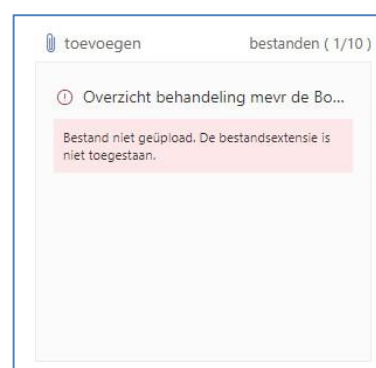 toevoegen bestanden ( 1/10 )
Overzicht behandeling mevr de Bo...
Bestand niet geüpload. De bestandsextensie is
niet toegestaan.